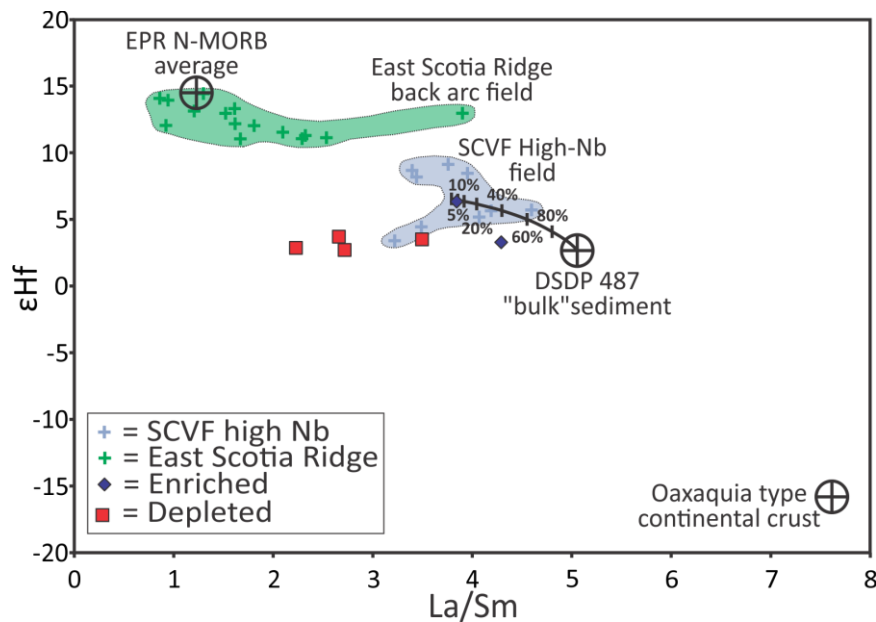 EPR N-MORB
average
East Scotia Ridge
back arc field
SCVF High-Nb
field
10%
40%
80%
5%
20%
60%
DSDP 487
"bulk"sediment
Oaxaquia type
continental crust
= SCVF high Nb
= East Scotia Ridge
= Enriched
= Depleted
εHf
20
15
10
5
0
-5
-10
-15
-20
0 1 2 3 4 5 6 7 8
La/Sm